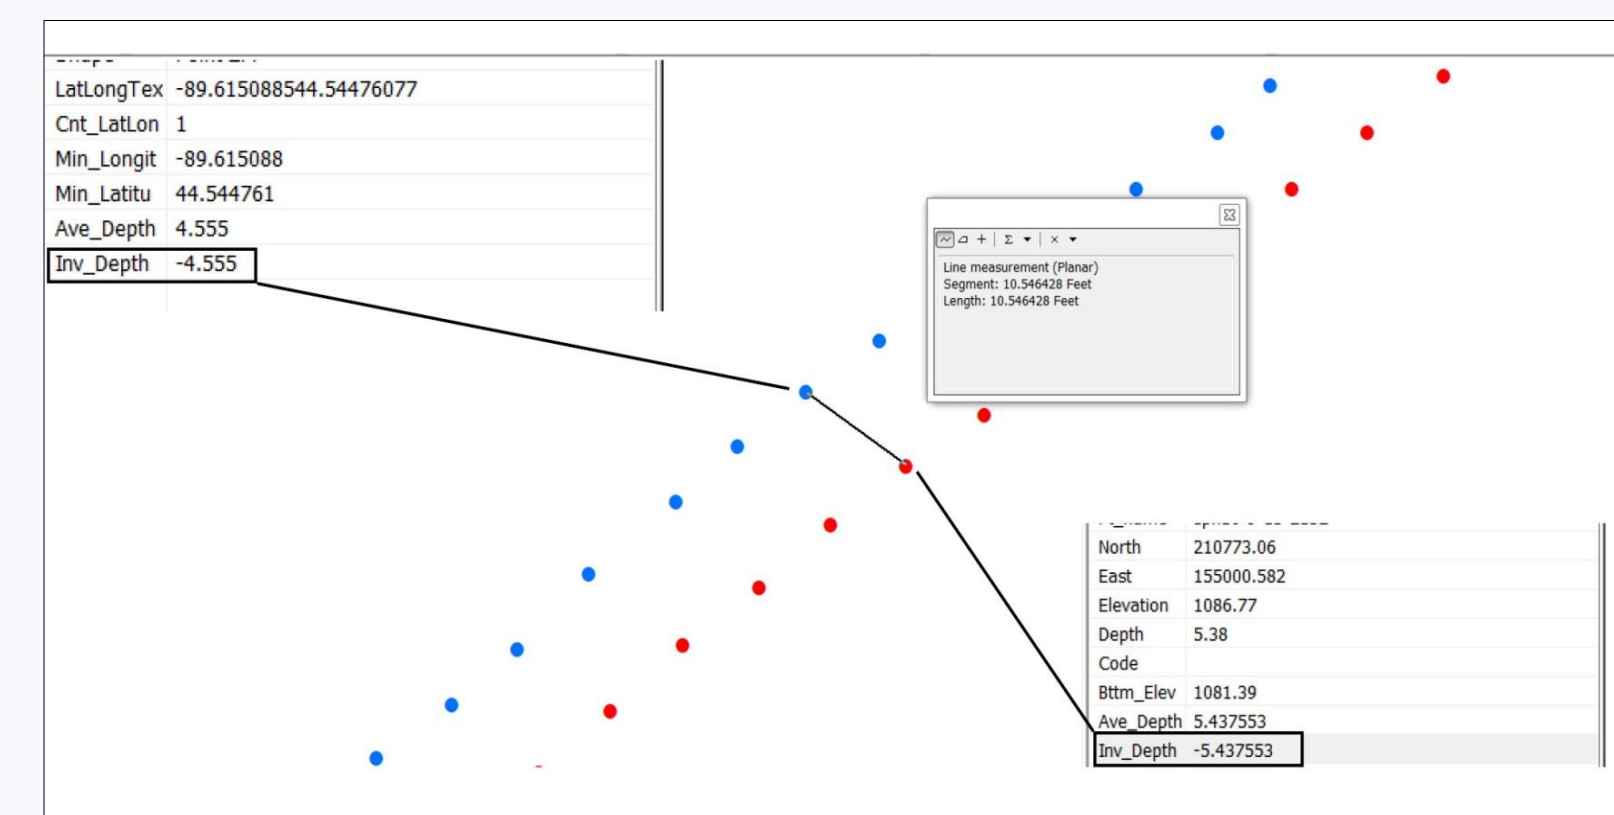 LatLongTex -89.615088544.54476077
Cnt_LatLon 1
Min_Longit -89.615088
Min_Latitu 44.544761
Ave_Depth 4.555
Inv_Depth -4.555
Σ
Line measurement (Planar)
Segment: 10.546428 Feet
Length: 10.546428 Feet
North 210773.06
East 155000.582
Elevation 1086.77
Depth 5.38
Code
Bttm_Elev 1081.39
Ave_Depth 5.437553
Inv_Depth -5.437553